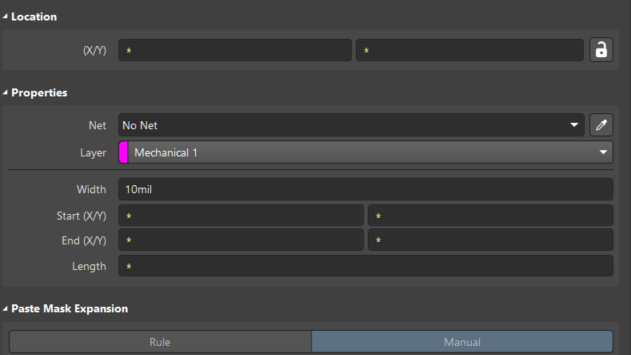 Location
(X/Y) * *
Properties
Net No Net
Layer Mechanical 1
Width 10mil
Start (X/Y) * *
End (X/Y) * *
Length *
Paste Mask Expansion
Rule Manual